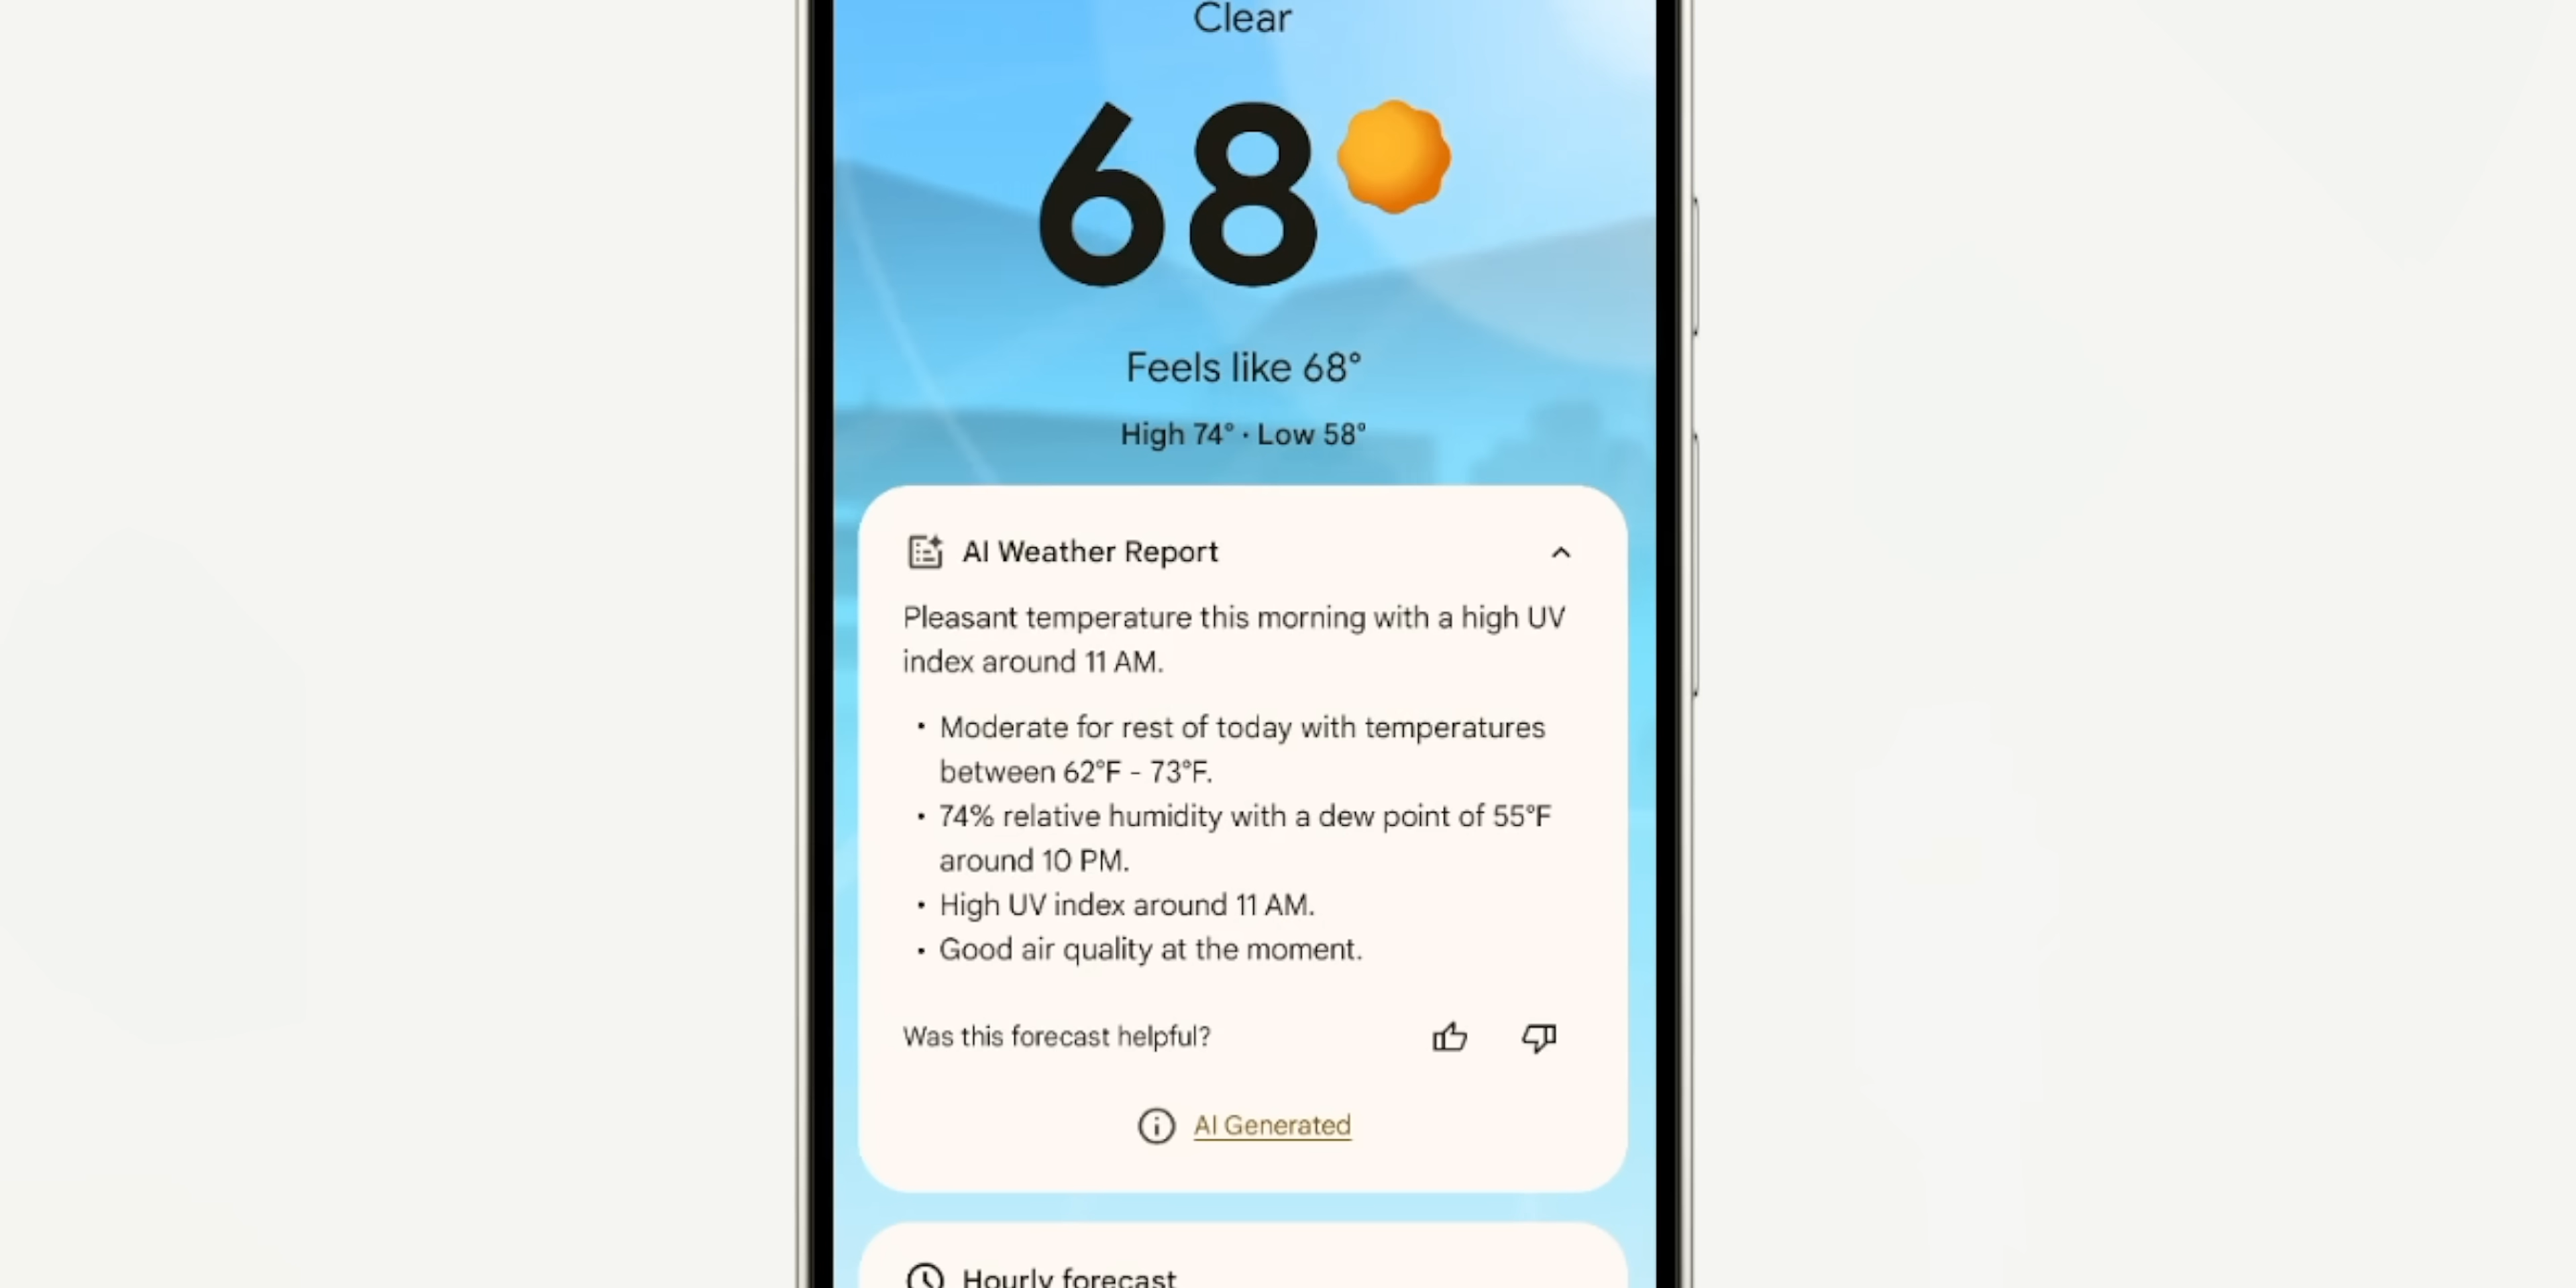 Clear
68
Feels like 68°
High 74° · Low 58°
AI Weather Report
Pleasant temperature this morning with a high UV
index around 11 AM.
• Moderate for rest of today with temperatures
between 62°F - 73°F.
• 74% relative humidity with a dew point of 55°F
around 10 PM.
• High UV index around 11 AM.
• Good air quality at the moment.
Was this forecast helpful?
AI Generated
Hourly forecast